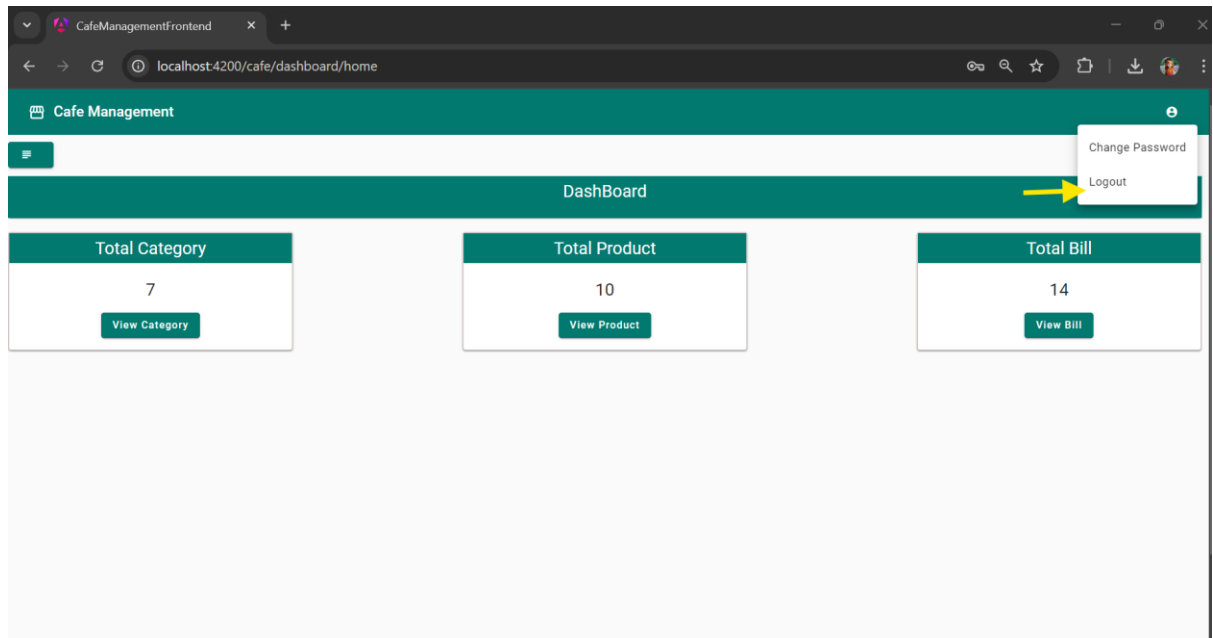 CafeManagementFrontend
localhost:4200/cafe/dashboard/home
Cafe Management
Change Password
Logout
DashBoard
Total Category
7
View Category
Total Product
10
View Product
Total Bill
14
View Bill